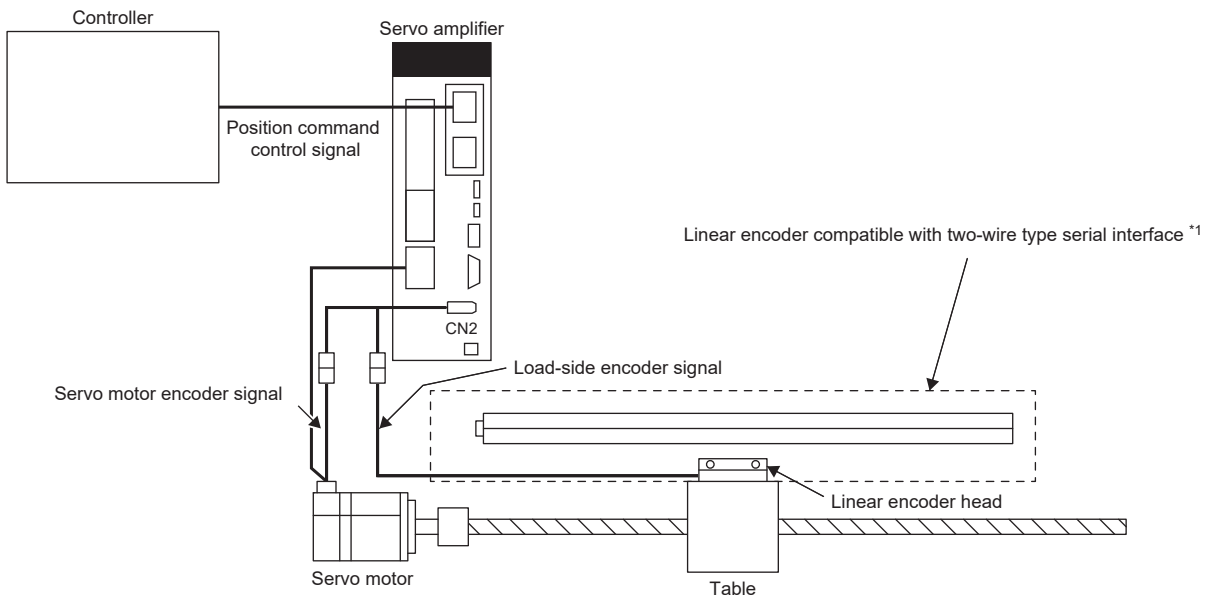 Controller
Servo amplifier
Position command
control signal
Linear encoder compatible with two-wire type serial interface *1
CN2
Load-side encoder signal
Servo motor encoder signal
Linear encoder head
Servo motor
Table